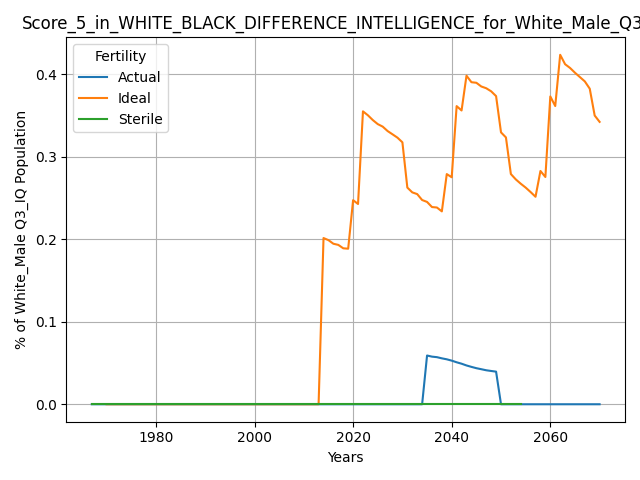 Score_5_in_WHITE_BLACK_DIFFERENCE_INTELLIGENCE_for_White_Male_Q3
Fertility
Actual
Ideal
Sterile
% of White_Male Q3_IQ Population
0.4
0.3
0.2
0.1
0.0
1980 2000 2020 2040 2060
Years